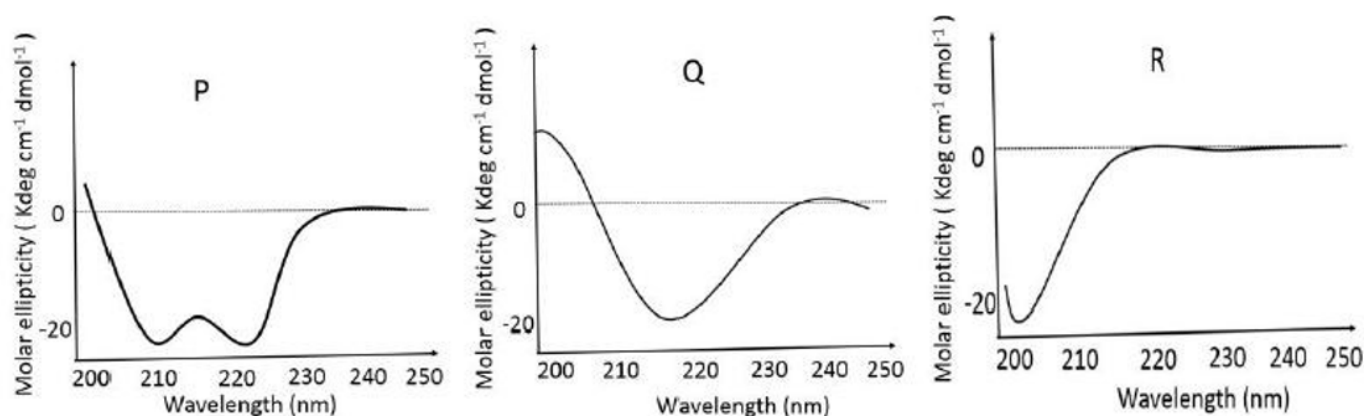 P
Molar ellipticity ( Kdeg cm-1 dmol-1)
0
-20
200 210 220 230 240 250
Wavelength (nm)
Q
Molar ellipticity ( Kdeg cm-1 dmol-1)
0
-20
200 210 220 230 240 250
Wavelength (nm)
R
Molar ellipticity ( Kdeg cm-1 dmol-1)
0
-20
200 210 220 230 240 250
Wavelength (nm)